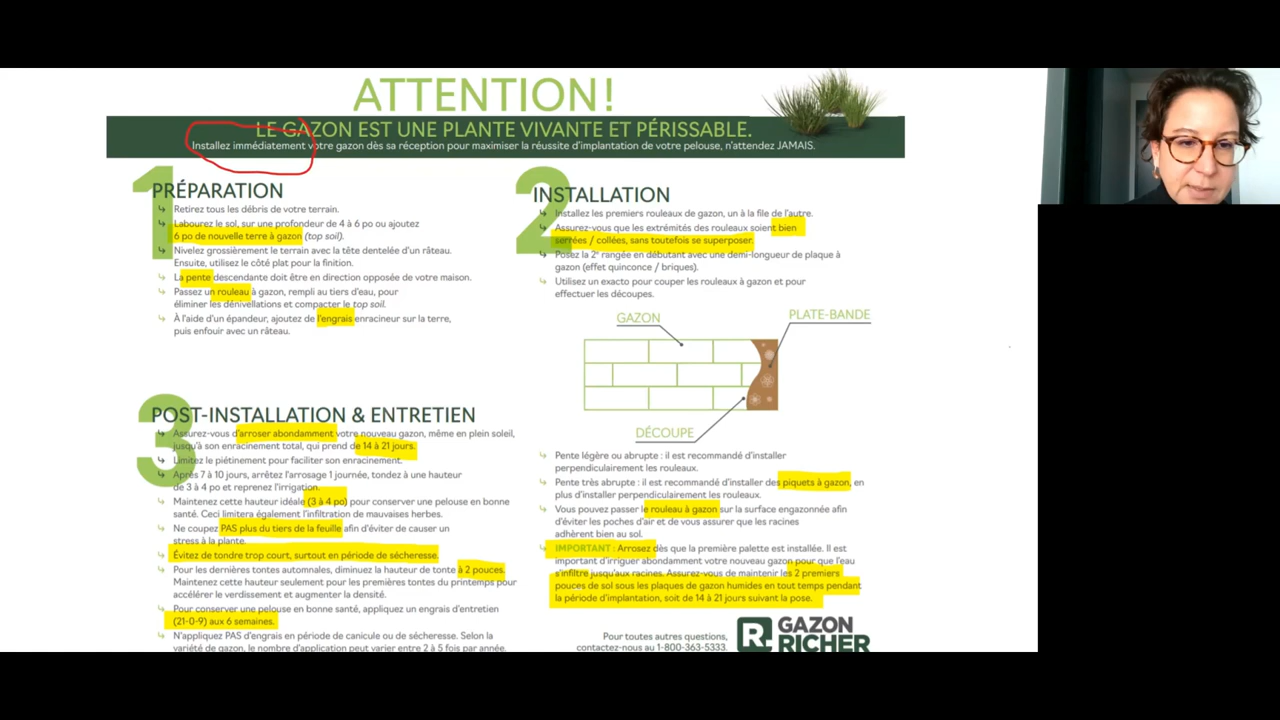 ATTENTION!
LE GAZON EST UNE PLANTE VIVANTE ET PÉRISSABLE.
Installez immédiatement votre gazon dès sa réception pour maximiser la réussite d'implantation de votre pelouse, n'attendez JAMAIS.
1
PRÉPARATION
Retirez tous les débris de votre terrain.
Labourez le sol, sur une profondeur de 4 à 6 po ou ajoutez
6 po de nouvelle terre à gazon (top soil).
Nivelez grossièrement le terrain avec la tête dentelée d'un râteau.
Ensuite, utilisez le côté plat pour la finition.
La pente descendante doit être en direction opposée de votre maison.
Passez un rouleau à gazon, rempli au tiers d'eau, pour
éliminer les dénivellations et compacter le top soil.
À l'aide d'un épandeur, ajoutez de l'engrais enracineur sur la terre,
puis enfouir avec un râteau.
2
INSTALLATION
Installez les premiers rouleaux de gazon, un à la file de l'autre.
Assurez-vous que les extrémités des rouleaux soient bien
serrées / collées, sans toutefois se superposer.
Posez la 2e rangée en débutant avec une demi-longueur de plaque à
gazon (effet quinconce / briques).
Utilisez un exacto pour couper les rouleaux à gazon et pour
effectuer les découpes.
GAZON
PLATE-BANDE
DÉCOUPE
Pente légère ou abrupte : il est recommandé d'installer
perpendiculairement les rouleaux.
Pente très abrupte : il est recommandé d'installer des piquets à gazon, en
plus d'installer perpendiculairement les rouleaux.
Vous pouvez passer le rouleau à gazon sur la surface engazonnée afin
d'éviter les poches d'air et de vous assurer que les racines
adhèrent bien au sol.
IMPORTANT : Arrosez dès que la première palette est installée. Il est
important d'irriguer abondamment votre nouveau gazon pour que l'eau
s'infiltre jusqu'aux racines. Assurez-vous de maintenir les 2 premiers
pouces de sol sous les plaques de gazon humides en tout temps pendant
la période d'implantation, soit de 14 à 21 jours suivant la pose.
3
POST-INSTALLATION & ENTRETIEN
Assurez-vous d'arroser abondamment votre nouveau gazon, même en plein soleil,
jusqu'à son enracinement total, qui prend de 14 à 21 jours.
Limitez le piétinement pour faciliter son enracinement.
Après 7 à 10 jours, arrêtez l'arrosage 1 journée, tondez à une hauteur
de 3 à 4 po et reprenez l'irrigation.
Maintenez cette hauteur idéale (3 à 4 po) pour conserver une pelouse en bonne
santé. Ceci limitera également l'infiltration de mauvaises herbes.
Ne coupez PAS plus du tiers de la feuille afin d'éviter de causer un
stress à la plante.
Évitez de tondre trop court, surtout en période de sécheresse.
Pour les dernières tontes automnales, diminuez la hauteur de tonte à 2 pouces.
Maintenez cette hauteur seulement pour les premières tontes du printemps pour
accélérer le verdissement et augmenter la densité.
Pour conserver une pelouse en bonne santé, appliquez un engrais d'entretien
(21-0-9) aux 6 semaines.
N'appliquez PAS d'engrais en période de canicule ou de sécheresse. Selon la
variété de gazon, le nombre d'application peut varier entre 2 à 5 fois par année.
Pour toutes autres questions,
contactez-nous au 1-800-363-5333.
R
GAZON
RICHER